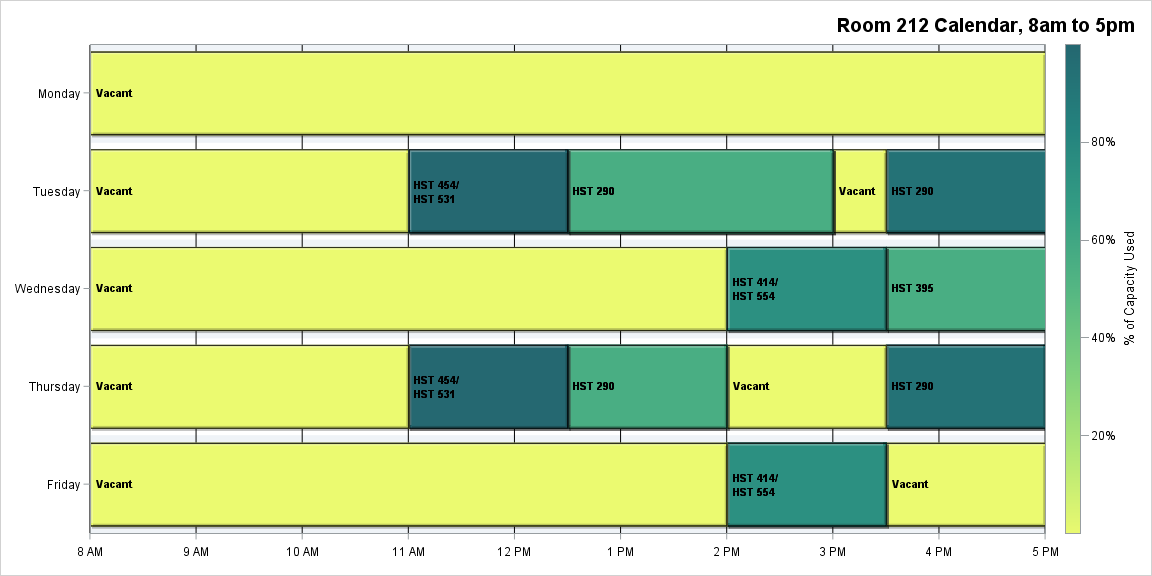 Room 212 Calendar, 8am to 5pm
Monday
Vacant
Tuesday
Vacant
HST 454/
HST 531
HST 290
Vacant
HST 290
Wednesday
Vacant
HST 414/
HST 554
HST 395
Thursday
Vacant
HST 454/
HST 531
HST 290
Vacant
HST 290
Friday
Vacant
HST 414/
HST 554
Vacant
8 AM
9 AM
10 AM
11 AM
12 PM
1 PM
2 PM
3 PM
4 PM
5 PM
80%
60%
40%
20%
% of Capacity Used